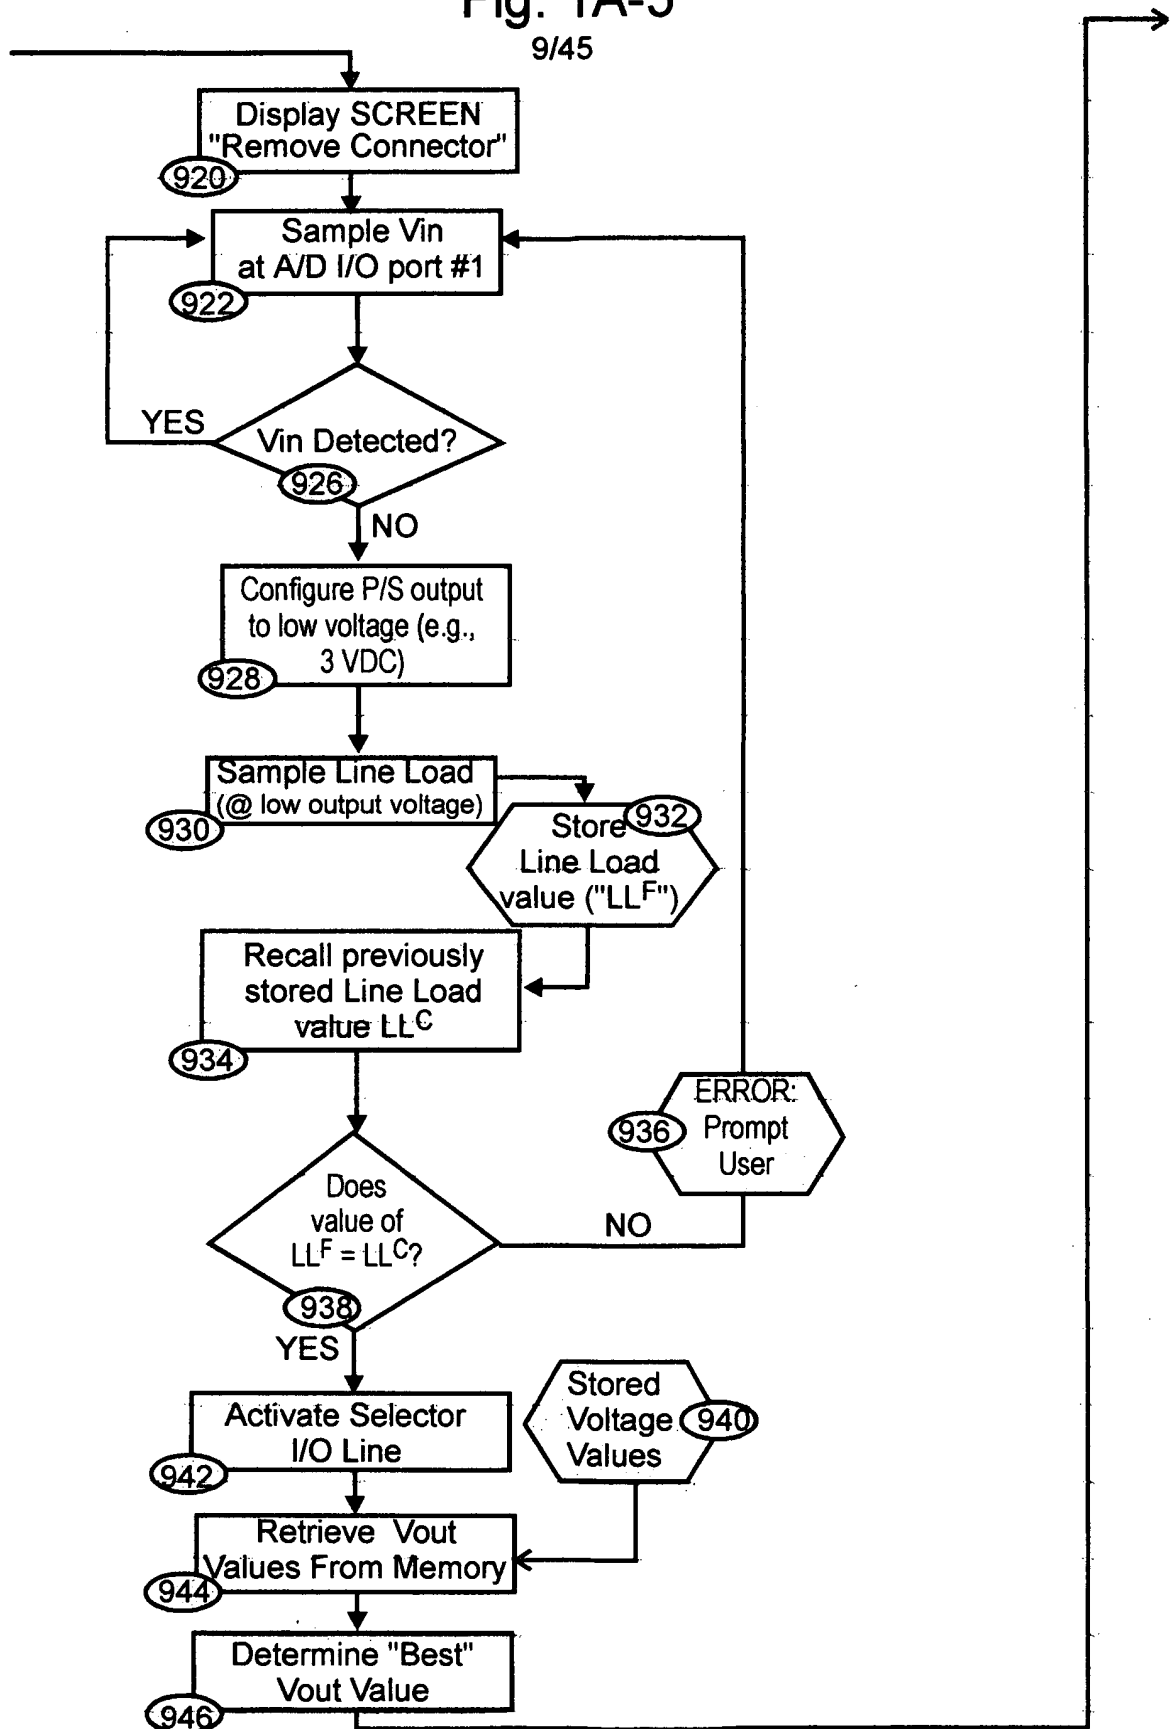 Fig. 1A-5
9/45
Display SCREEN
"Remove Connector"
920
Sample Vin
at A/D I/O port #1
922
YES
Vin Detected?
926
NO
Configure P/S output
to low voltage (e.g.,
3 VDC)
928
Sample Line Load
(@ low output voltage)
930
932
Store
Line Load
value ("LLF")
Recall previously
stored Line Load
value LLC
934
ERROR:
Prompt
User
936
Does
value of
LLF = LLC?
938
NO
YES
Stored
Voltage
Values
940
Activate Selector
I/O Line
942
Retrieve Vout
Values From Memory
944
Determine "Best"
Vout Value
946